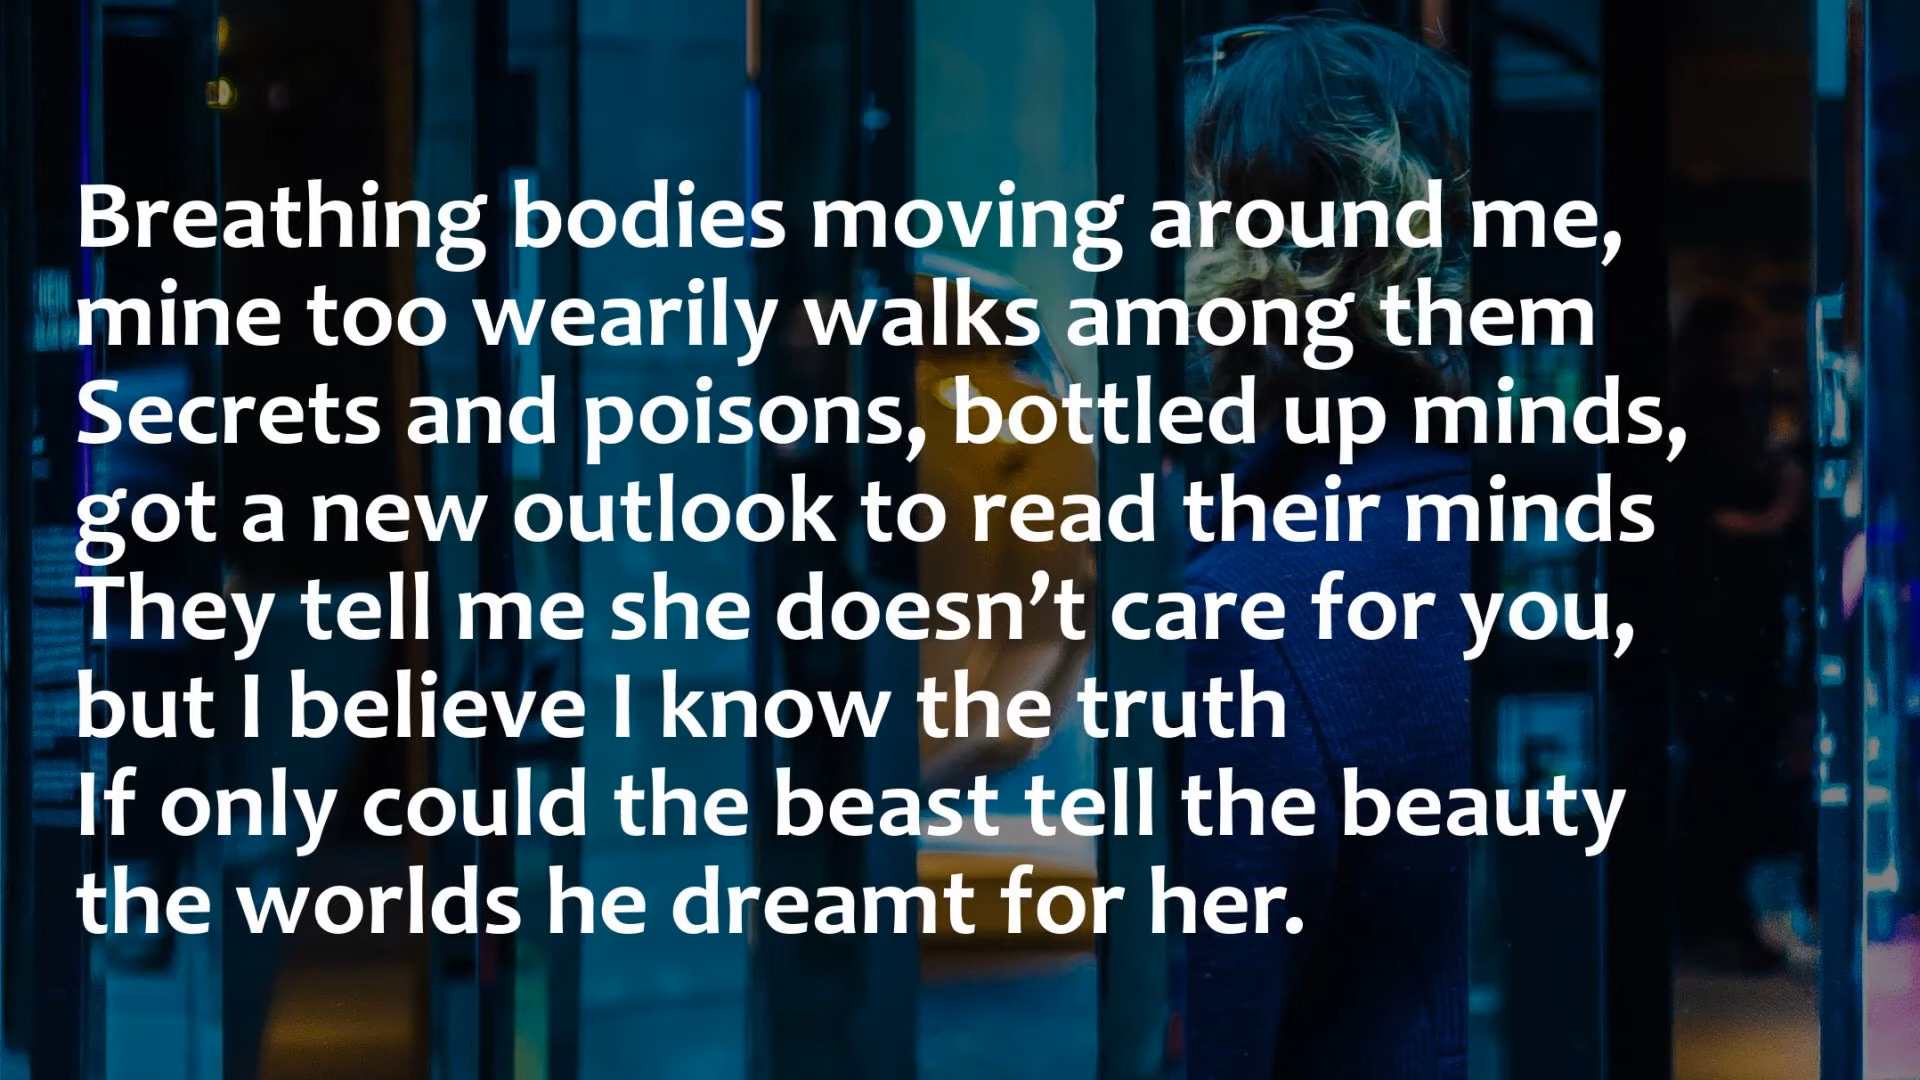 Breathing bodies moving around me,
mine too wearily walks among them
Secrets and poisons, bottled up minds,
got a new outlook to read their minds
They tell me she doesn’t care for you,
but I believe I know the truth
If only could the beast tell the beauty
the worlds he dreamt for her.